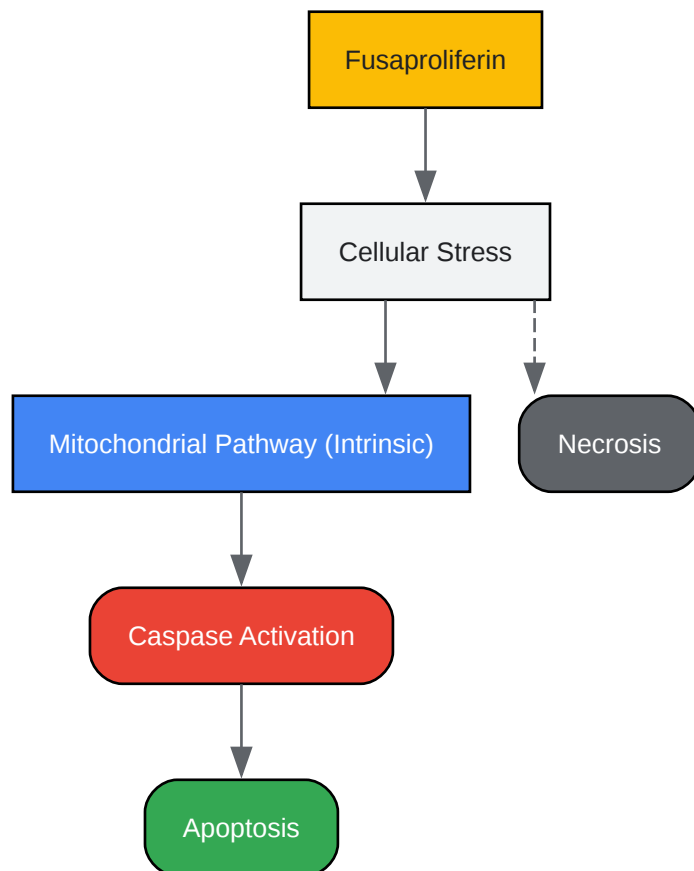 Fusaproliferin
Cellular Stress
Mitochondrial Pathway (Intrinsic)
Necrosis
Caspase Activation
Apoptosis